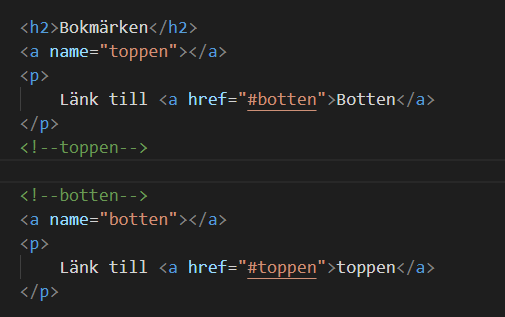 <h2>Bokmärken</h2>
<a name="toppen"></a>
<p>
Länk till <a href="#botten">Botten</a>
</p>
<!--toppen-->
<!--botten-->
<a name="botten"></a>
<p>
Länk till <a href="#toppen">toppen</a>
</p>